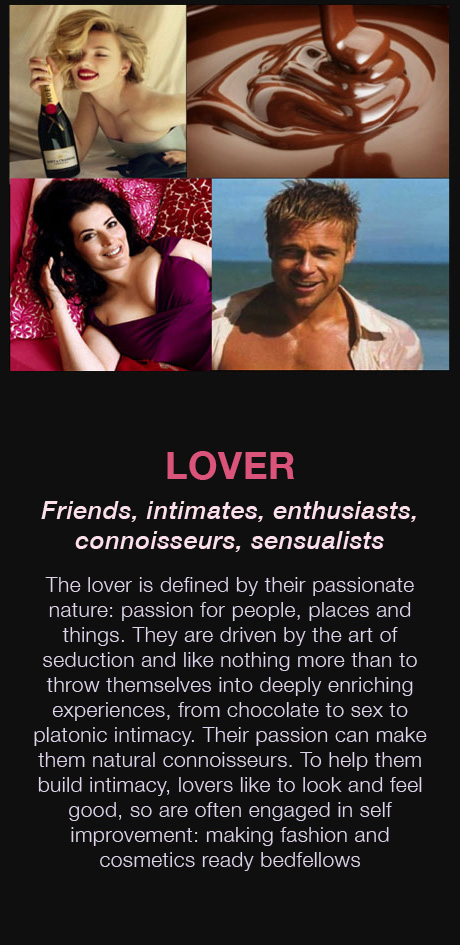 LOVER
Friends, intimates, enthusiasts,
connoisseurs, sensualists
The lover is defined by their passionate
nature: passion for people, places and
things. They are driven by the art of
seduction and like nothing more than to
throw themselves into deeply enriching
experiences, from chocolate to sex to
platonic intimacy. Their passion can make
them natural connoisseurs. To help them
build intimacy, lovers like to look and feel
good, so are often engaged in self
improvement: making fashion and
cosmetics ready bedfellows